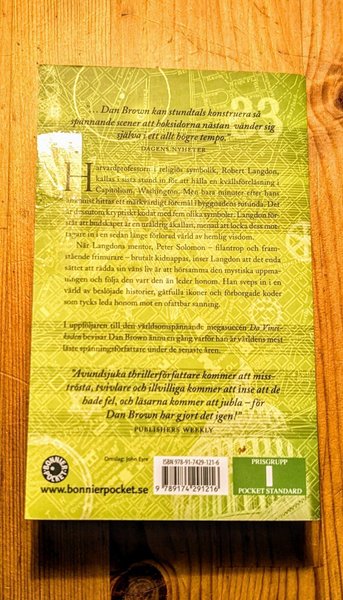 "... Dan Brown kan stundtals konstruera så
spännande scener att boksidorna nästan vänder sig
själva i ett allt högre tempo."
DAGENS NYHETER
Harvardprofessorn i religiös symbolik, Robert Langdon,
kallas i sista stund in för att hålla en kvällsföreläsning i
Capitolium, Washington. Men bara minuter efter hans
ankomst hittas ett märkvärdigt föremål i byggnadens rotunda. Det
är dessutom kryptiskt kodat med fem olika symboler. Langdon för-
står att budskapet är en uråldrig åkallan, menad att locka dess mot-
tagare in i en sedan länge förlorad värld av hemlig visdom.
När Langdons mentor, Peter Solomon – filantrop och fram-
stående frimurare – brutalt kidnappas, inser Langdon att det enda
sättet att rädda sin väns liv är att hörsamma den mystiska uppma-
ningen och följa den vart den än leder honom. Han sveps in i en
värld av beslöjade historier, gåtfulla ikoner och förborgade koder
som tycks leda honom mot en ofattbar sanning.
I uppföljaren till den världsomspännande megasuccén Da Vinci-
koden bevisar Dan Brown ännu en gång varför han är världens mest
lästa spänningsförfattare under de senaste åren.
"Avundsjuka thrillerförfattare kommer att miss-
trösta, tvivlare och illvilliga kommer att inse att de
hade fel, och läsarna kommer att jubla – för
Dan Brown har gjort det igen!"
PUBLISHERS WEEKLY
BONNIER
POCKET
www.bonnierpocket.se
Omslag: John Eyre
ISBN 978-91-7429-121-6
9 789174 291216
PRISGRUPP
1
POCKET STANDARD
33